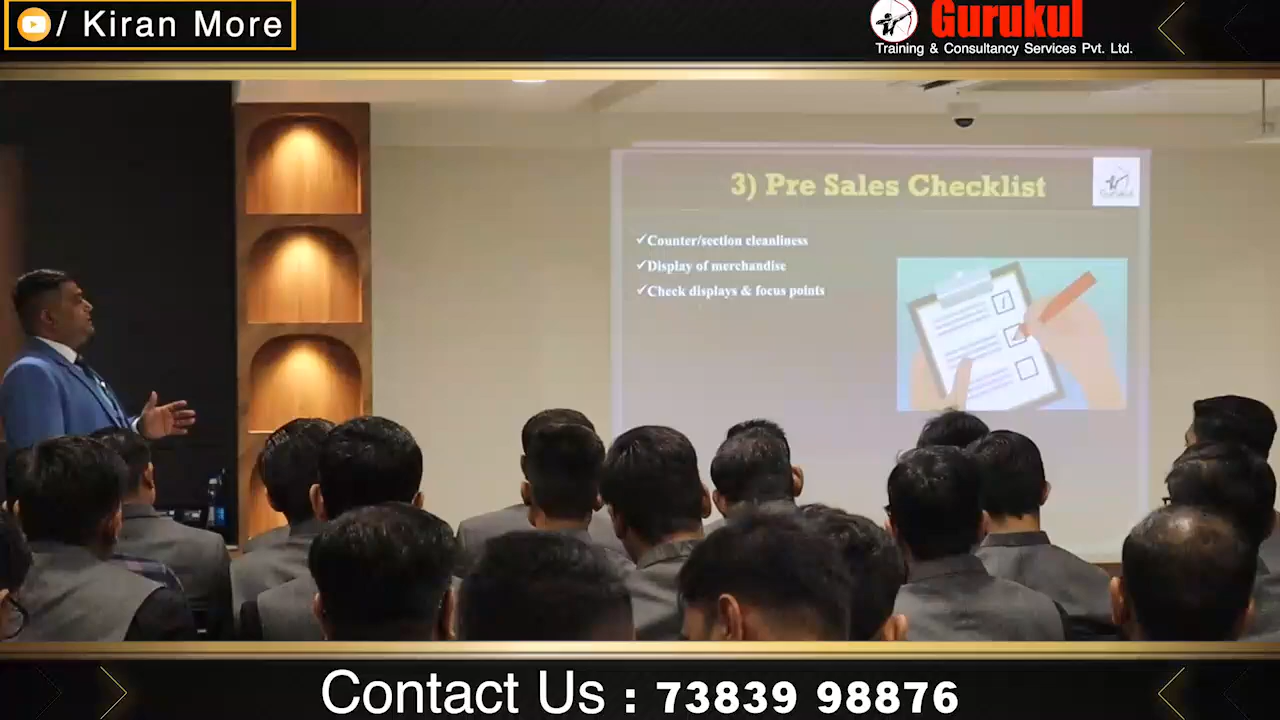 / Kiran More
Gurukul
Training & Consultancy Services Pvt. Ltd.
3) Pre Sales Checklist
Gurukul
✓Counter/section cleanliness
✓Display of merchandise
✓Check displays & focus points
Contact Us : 73839 98876